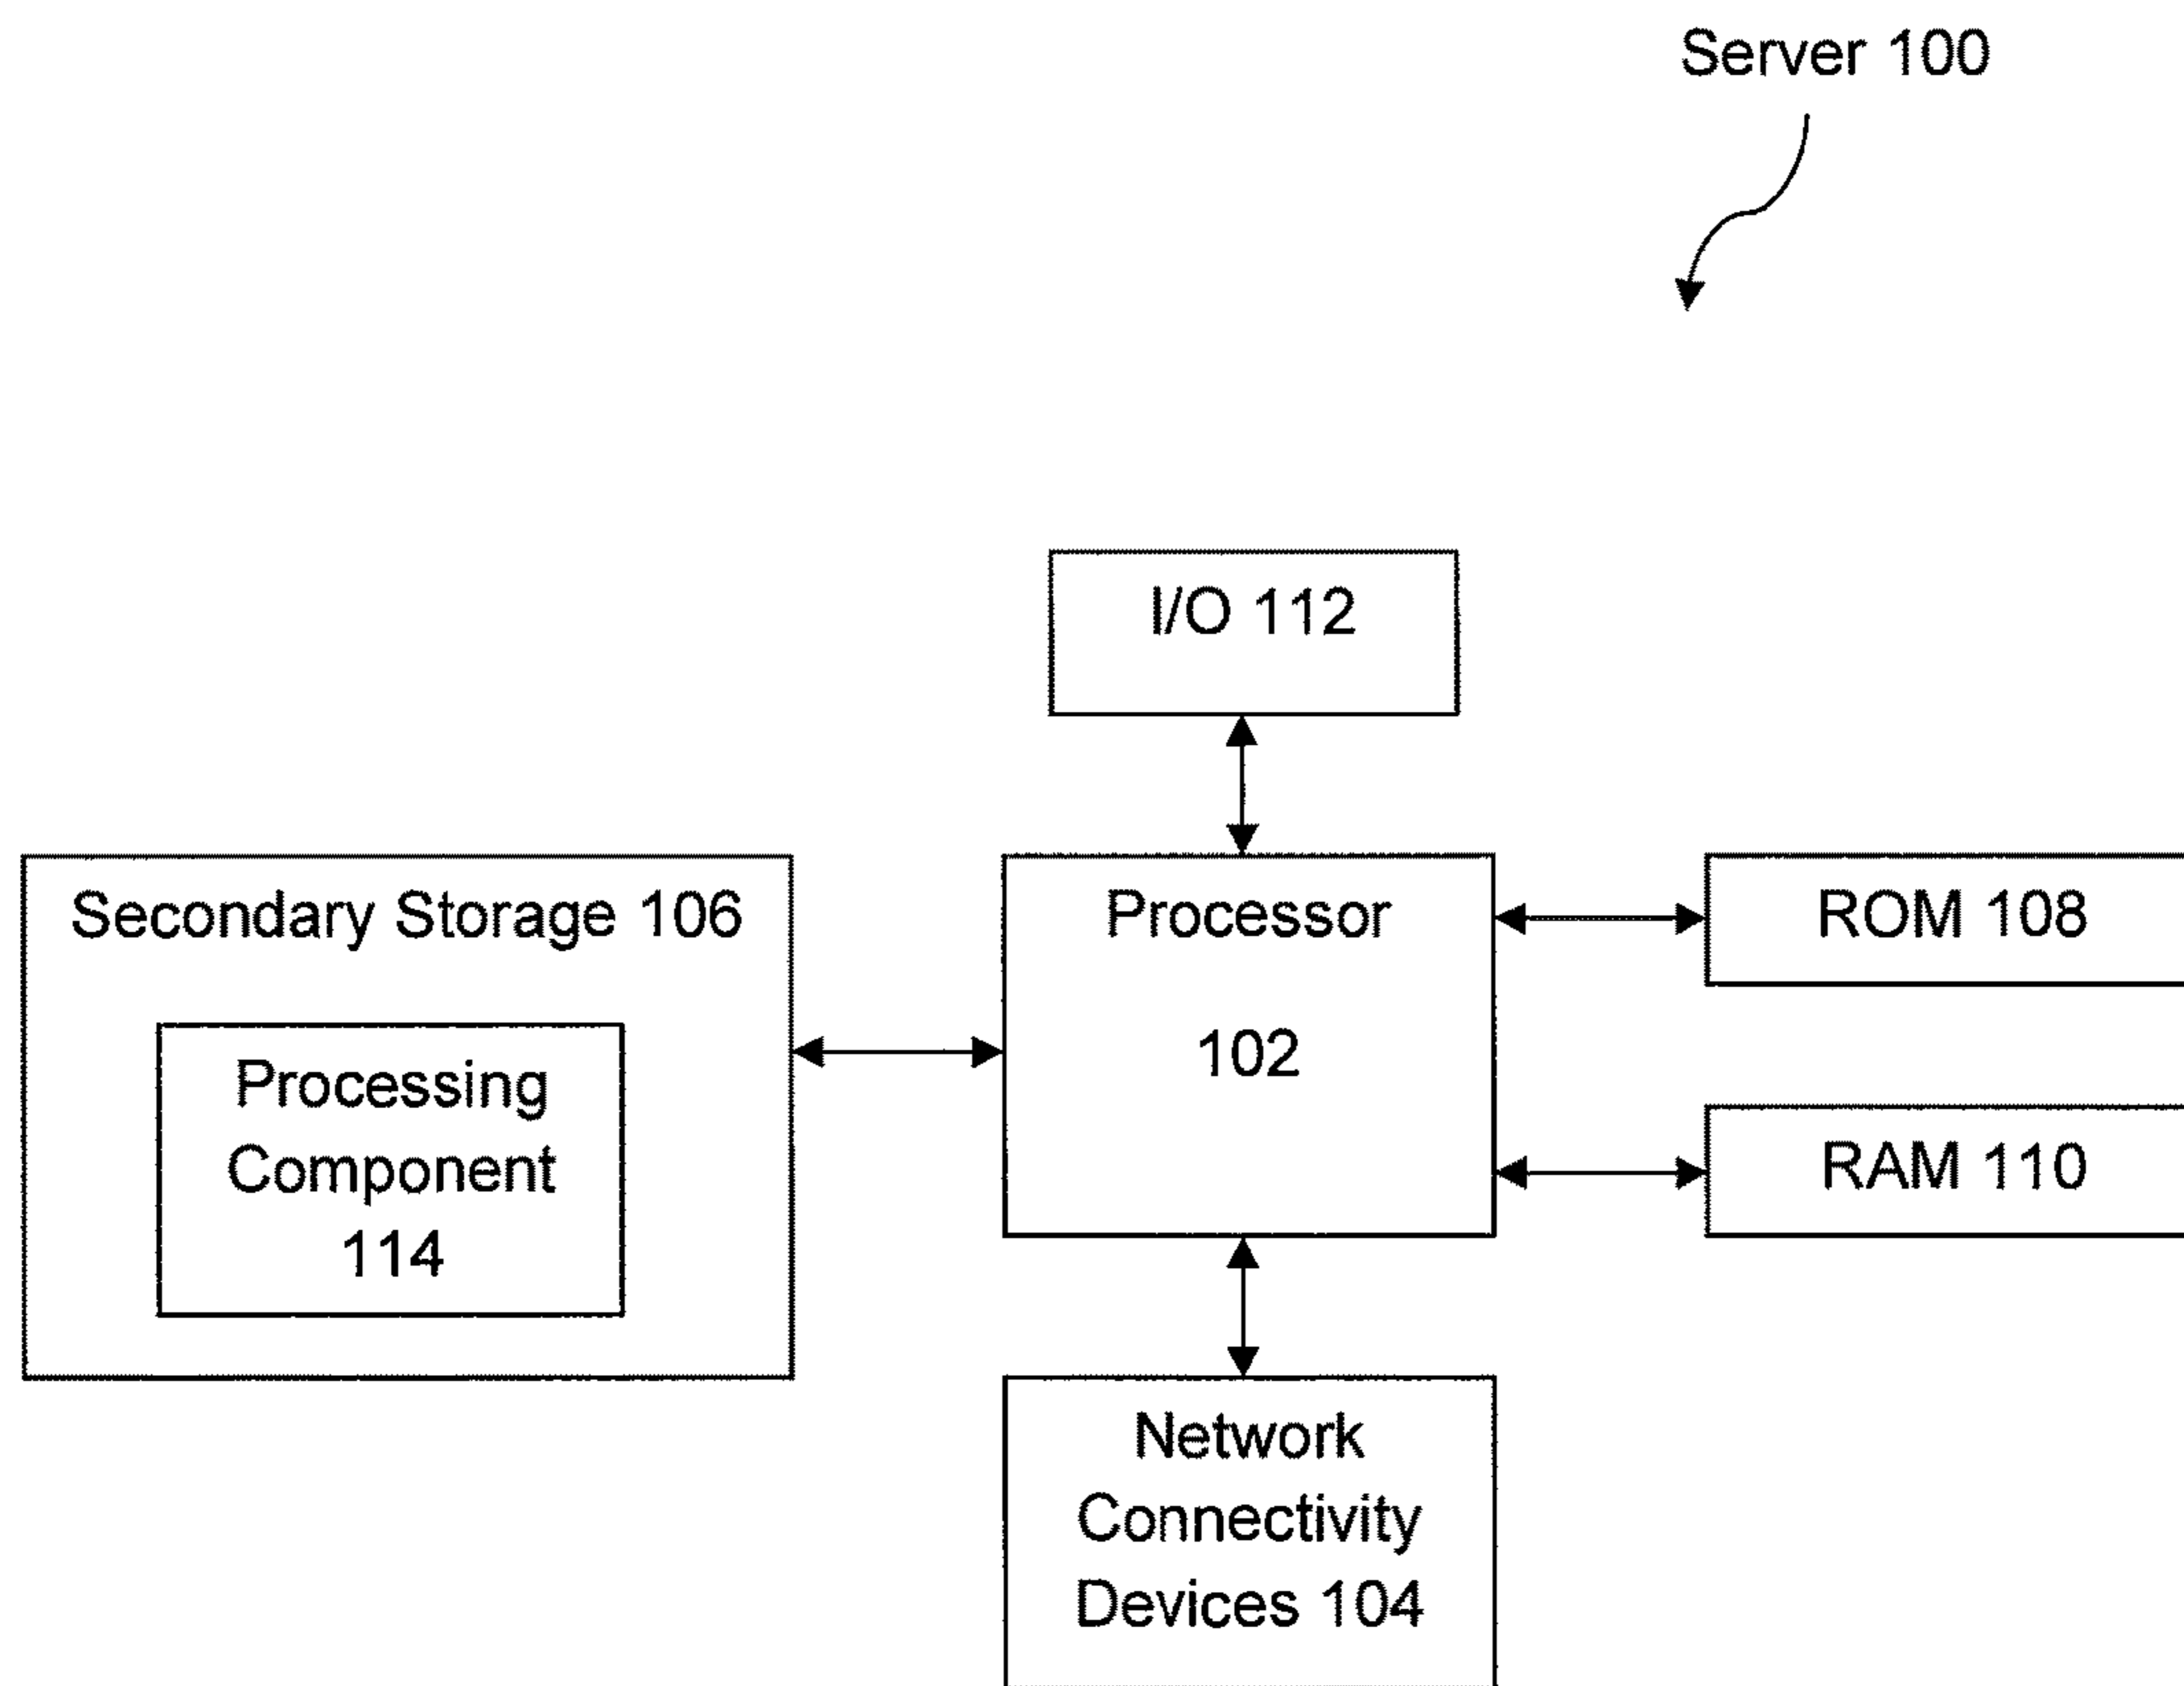 Server 100
I/O 112
Secondary Storage 106
Processing
Component
114
Processor
102
ROM 108
RAM 110
Network
Connectivity
Devices 104